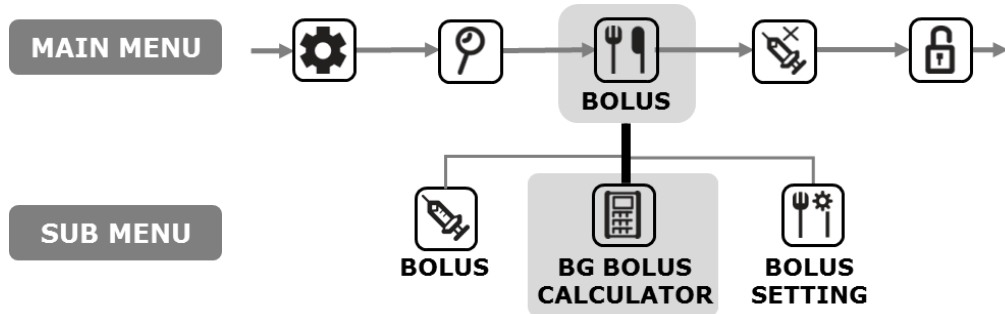 MAIN MENU
BOLUS
SUB MENU
BOLUS
BG BOLUS
CALCULATOR
BOLUS
SETTING